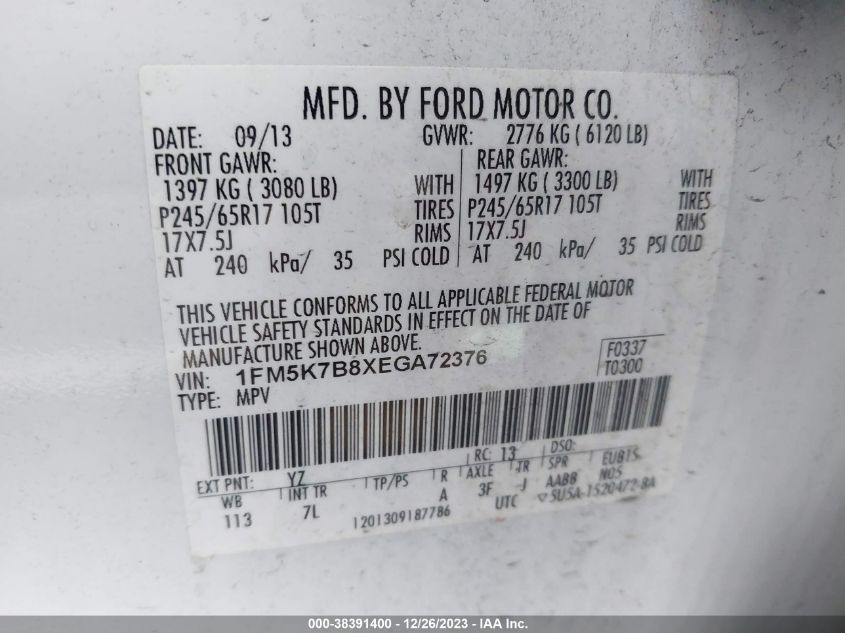 MFD. BY FORD MOTOR CO.
DATE: 09/13 GVWR: 2776 KG ( 6120 LB)
FRONT GAWR: REAR GAWR:
1397 KG ( 3080 LB) WITH 1497 KG ( 3300 LB) WITH
P245/65R17 105T TIRES P245/65R17 105T TIRES
17X7.5J RIMS 17X7.5J RIMS
AT 240 kPa/ 35 PSI COLD AT 240 kPa/ 35 PSI COLD
THIS VEHICLE CONFORMS TO ALL APPLICABLE FEDERAL MOTOR
VEHICLE SAFETY STANDARDS IN EFFECT ON THE DATE OF
MANUFACTURE SHOWN ABOVE.
VIN: 1FM5K7B8XEGA72376 F0337
TYPE: MPV T0300
EXT PNT: YZ RC: 13 DSO:
WB INT TR TP/PS R AXLE TR SPR EUBTS
113 7L A 3F J AABB N05
1201309187786 UTC ▽5U5A-1520472-BA
000-38391400 - 12/26/2023 - IAA Inc.